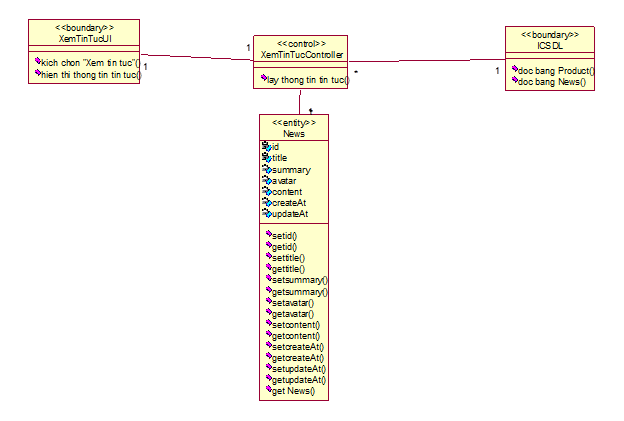 <<boundary>>
XemTinTucUI
kich chon "Xem tin tuc"()
hien thi thong tin tin tuc()
1
1
<<control>>
XemTinTucController
lay thong tin tin tuc()
*
1
<<boundary>>
ICSDL
doc bang Product()
doc bang News()
*
<<entity>>
News
id
title
summary
avatar
content
createAt
updateAt
setid()
getid()
settitle()
gettitle()
setsummary()
getsummary()
setavatar()
getavatar()
setcontent()
getcontent()
setcreateAt()
getcreateAt()
setupdateAt()
getupdateAt()
get News()